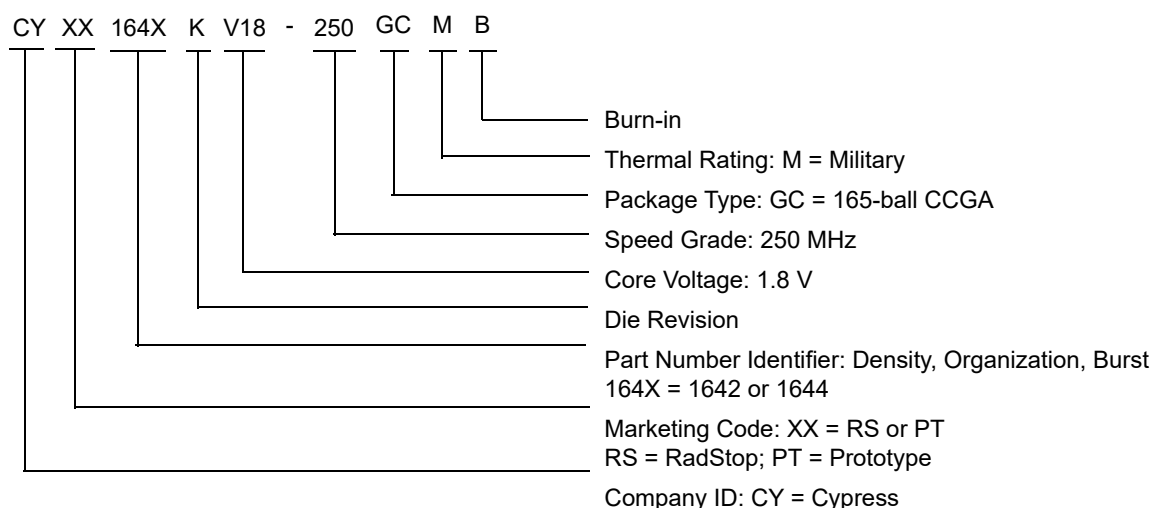 CY XX 164X K V18 - 250 GC M B
Burn-in
Thermal Rating: M = Military
Package Type: GC = 165-ball CCGA
Speed Grade: 250 MHz
Core Voltage: 1.8 V
Die Revision
Part Number Identifier: Density, Organization, Burst
164X = 1642 or 1644
Marketing Code: XX = RS or PT
RS = RadStop; PT = Prototype
Company ID: CY = Cypress